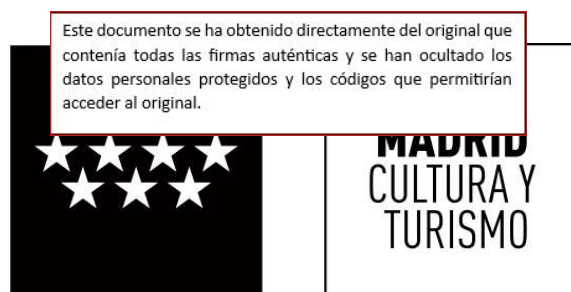 Este documento se ha obtenido directamente del original que
contenía todas las firmas auténticas y se han ocultado los
datos personales protegidos y los códigos que permitirían
acceder al original.
MADRID
CULTURA Y
TURISMO